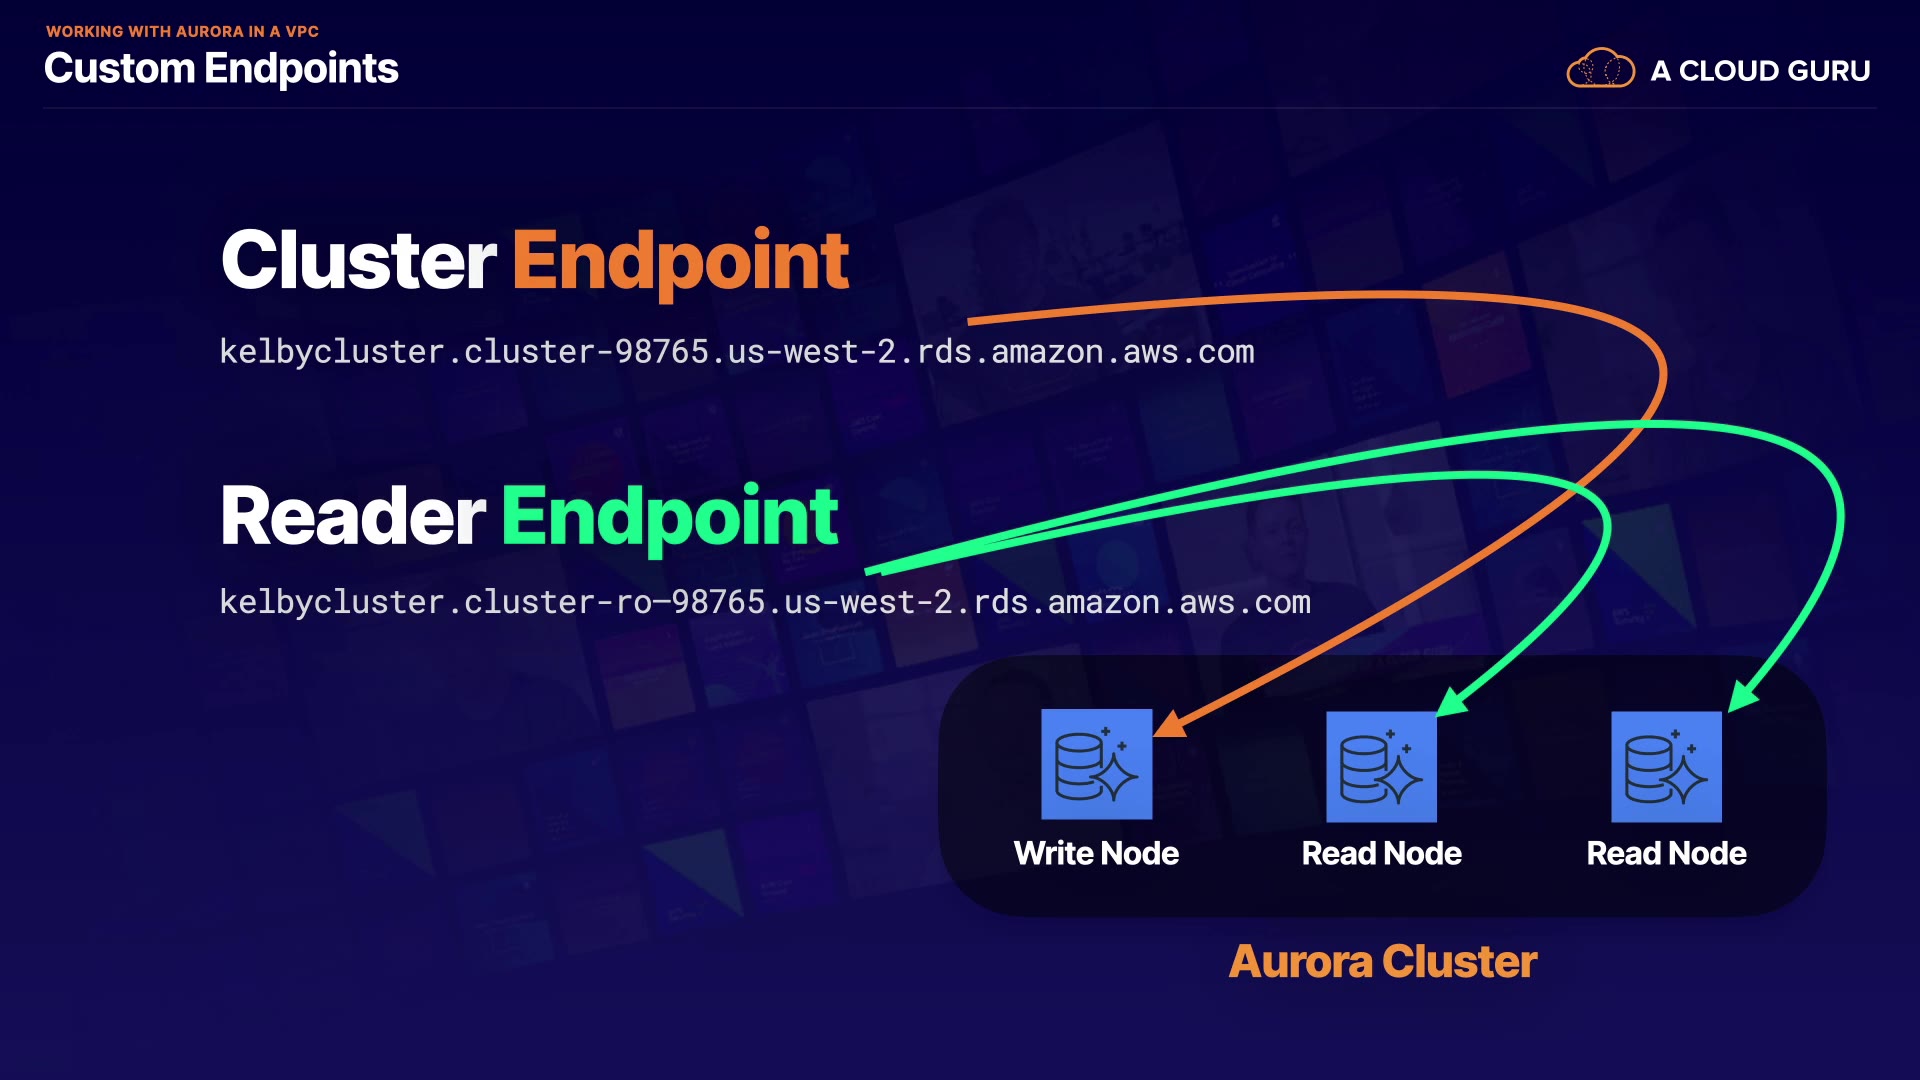 WORKING WITH AURORA IN A VPC
Custom Endpoints
A CLOUD GURU
Cluster Endpoint
kelbycluster.cluster-98765.us-west-2.rds.amazon.aws.com
Reader Endpoint
kelbycluster.cluster-ro—98765.us-west-2.rds.amazon.aws.com
Write Node
Read Node
Read Node
Aurora Cluster